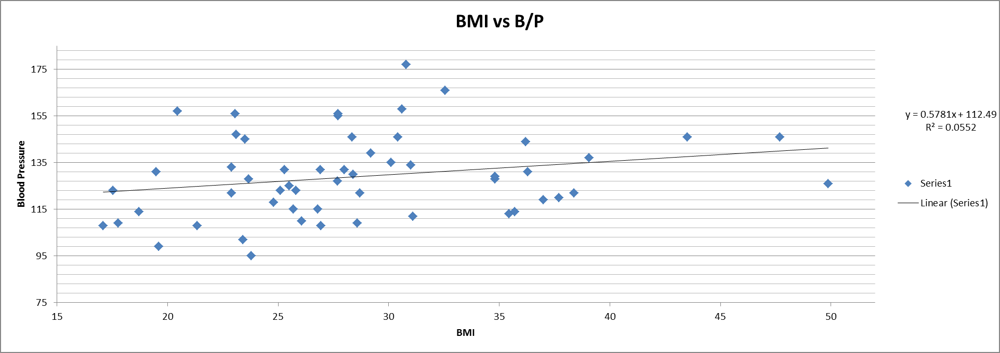 BMI vs B/P
175
155
135
115
95
75
Blood Pressure
15 20 25 30 35 40 45 50
BMI
y = 0.5781x + 112.49
R² = 0.0552
Series1
Linear (Series1)